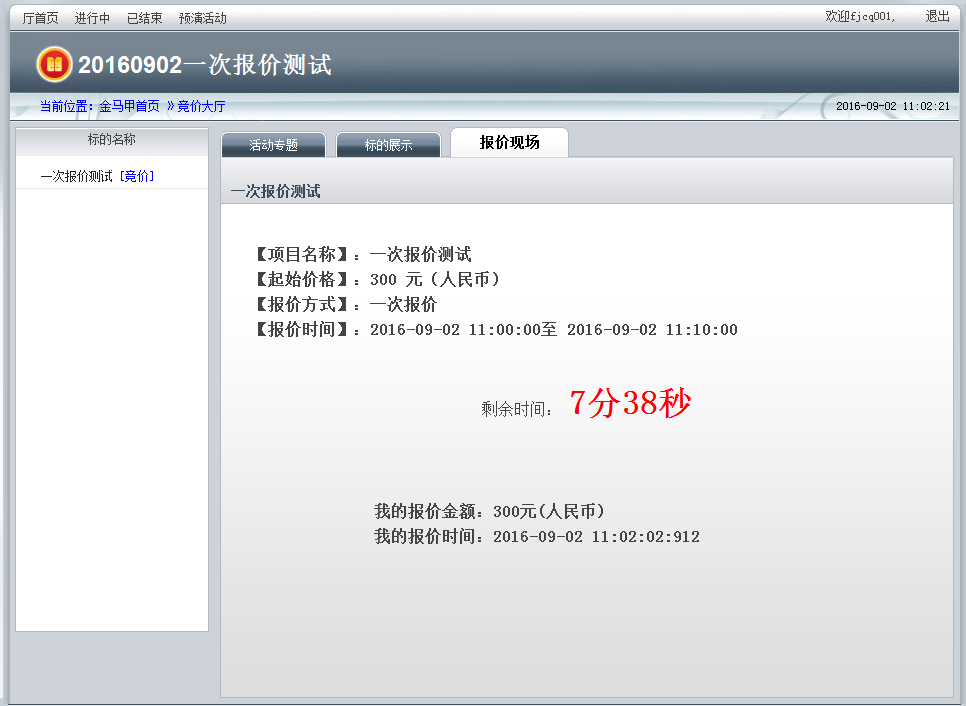 厅首页 进行中 已结束 预演活动 欢迎fjcq001, 退出
20160902一次报价测试
当前位置：金马甲首页 》竞价大厅 2016-09-02 11:02:21
标的名称
一次报价测试 [竞价]
活动专题 标的展示 报价现场
一次报价测试
【项目名称】：一次报价测试
【起始价格】：300 元（人民币）
【报价方式】：一次报价
【报价时间】：2016-09-02 11:00:00至 2016-09-02 11:10:00
剩余时间： 7分38秒
我的报价金额：300元(人民币)
我的报价时间：2016-09-02 11:02:02:912